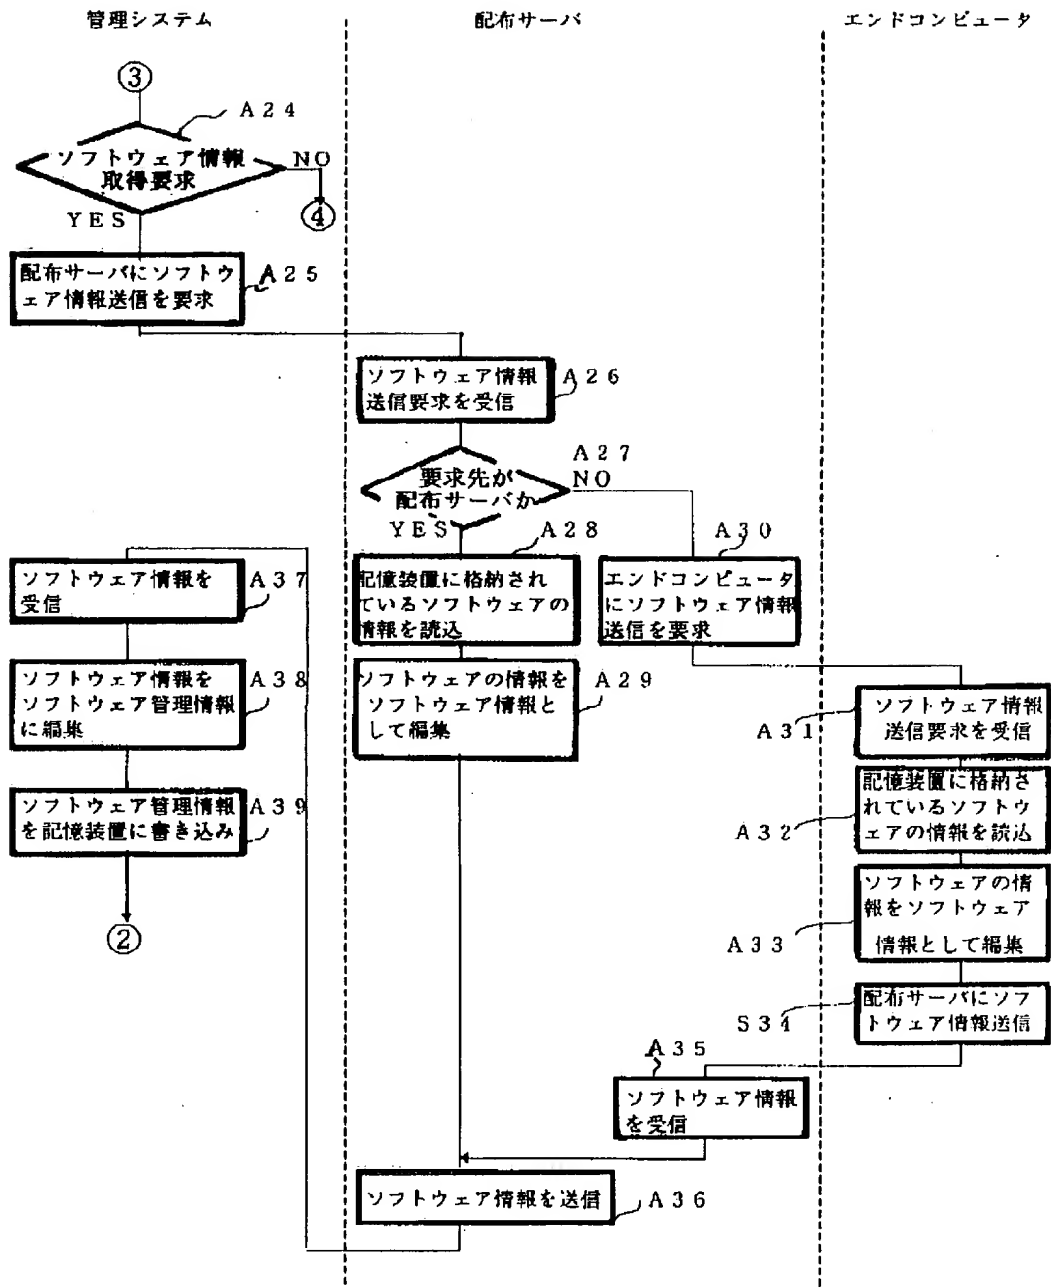 管理システム
配布サーバ
エンドコンピュータ
③
A24
ソフトウェア情報
取得要求
NO
YES
④
配布サーバにソフトウ
ェア情報送信を要求
A25
ソフトウェア情報
送信要求を受信
A26
要求先が
配布サーバか
A27
NO
YES
A28
記憶装置に格納され
ているソフトウェアの
情報を読込
A30
エンドコンピュータ
にソフトウェア情報
送信を要求
ソフトウェアの情報を
ソフトウェア情報と
して編集
A29
ソフトウェア情報
送信要求を受信
A31
記憶装置に格納さ
れているソフトウ
ェアの情報を読込
A32
ソフトウェアの情
報をソフトウェア
情報として編集
A33
配布サーバにソフ
トウェア情報送信
S34
A35
ソフトウェア情報
を受信
ソフトウェア情報を送信
A36
ソフトウェア情報を
受信
A37
ソフトウェア情報を
ソフトウェア管理情報
に編集
A38
ソフトウェア管理情報
を記憶装置に書き込み
A39
②